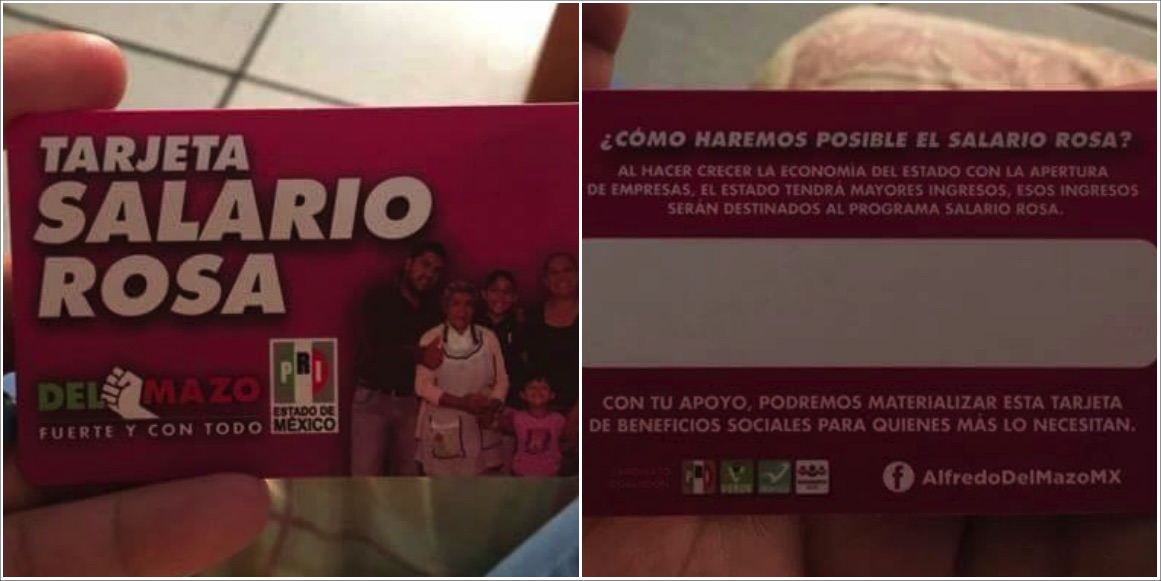 TARJETA
SALARIO
ROSA
DEL MAZO
FUERTE Y CON TODO
PRI
ESTADO DE
MÉXICO
¿CÓMO HAREMOS POSIBLE EL SALARIO ROSA?
AL HACER CRECER LA ECONOMÍA DEL ESTADO CON LA APERTURA
DE EMPRESAS, EL ESTADO TENDRÁ MAYORES INGRESOS, ESOS INGRESOS
SERÁN DESTINADOS AL PROGRAMA SALARIO ROSA.
CON TU APOYO, PODREMOS MATERIALIZAR ESTA TARJETA
DE BENEFICIOS SOCIALES PARA QUIENES MÁS LO NECESITAN.
PRI VERDE
f AlfredoDelMazoMX